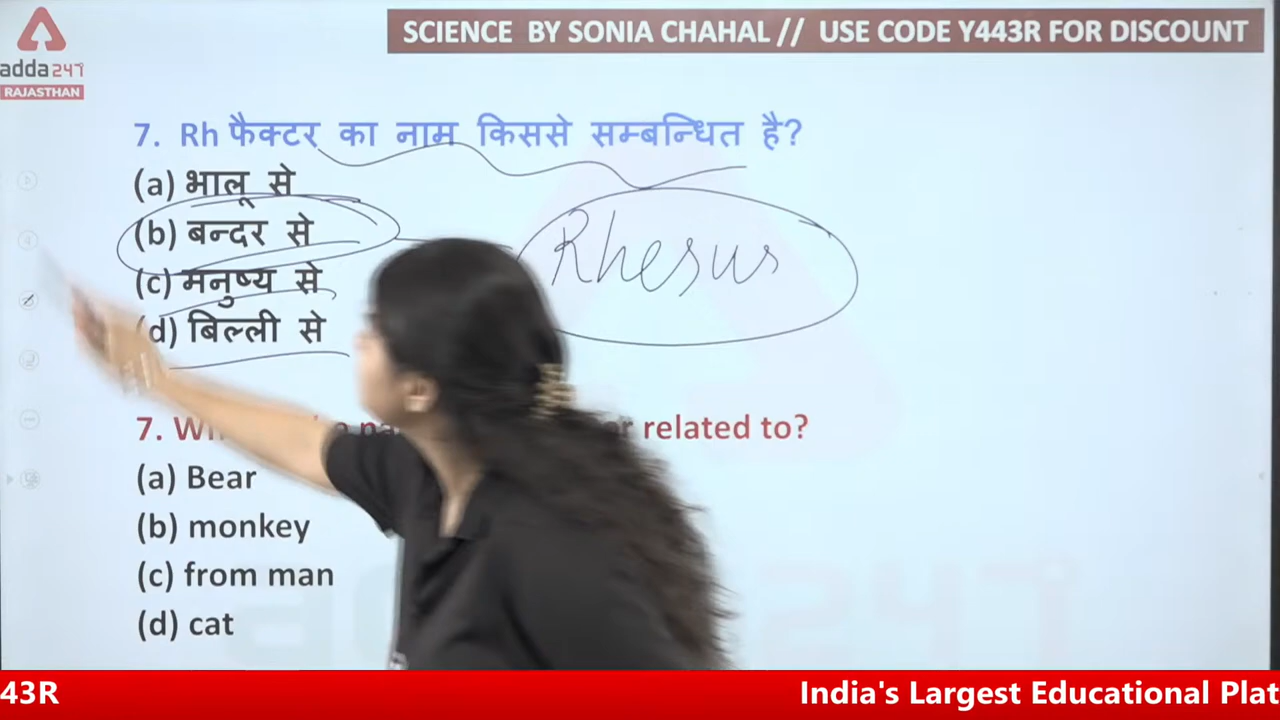 SCIENCE BY SONIA CHAHAL // USE CODE Y443R FOR DISCOUNT
adda247
RAJASTHAN
7. Rh फैक्टर का नाम किससे सम्बन्धित है?
(a) भालू से
(b) बन्दर से
Rhesus
(c) मनुष्य से
(d) बिल्ली से
7. related to?
(a) Bear
(b) monkey
(c) from man
(d) cat
43R India's Largest Educational Plat